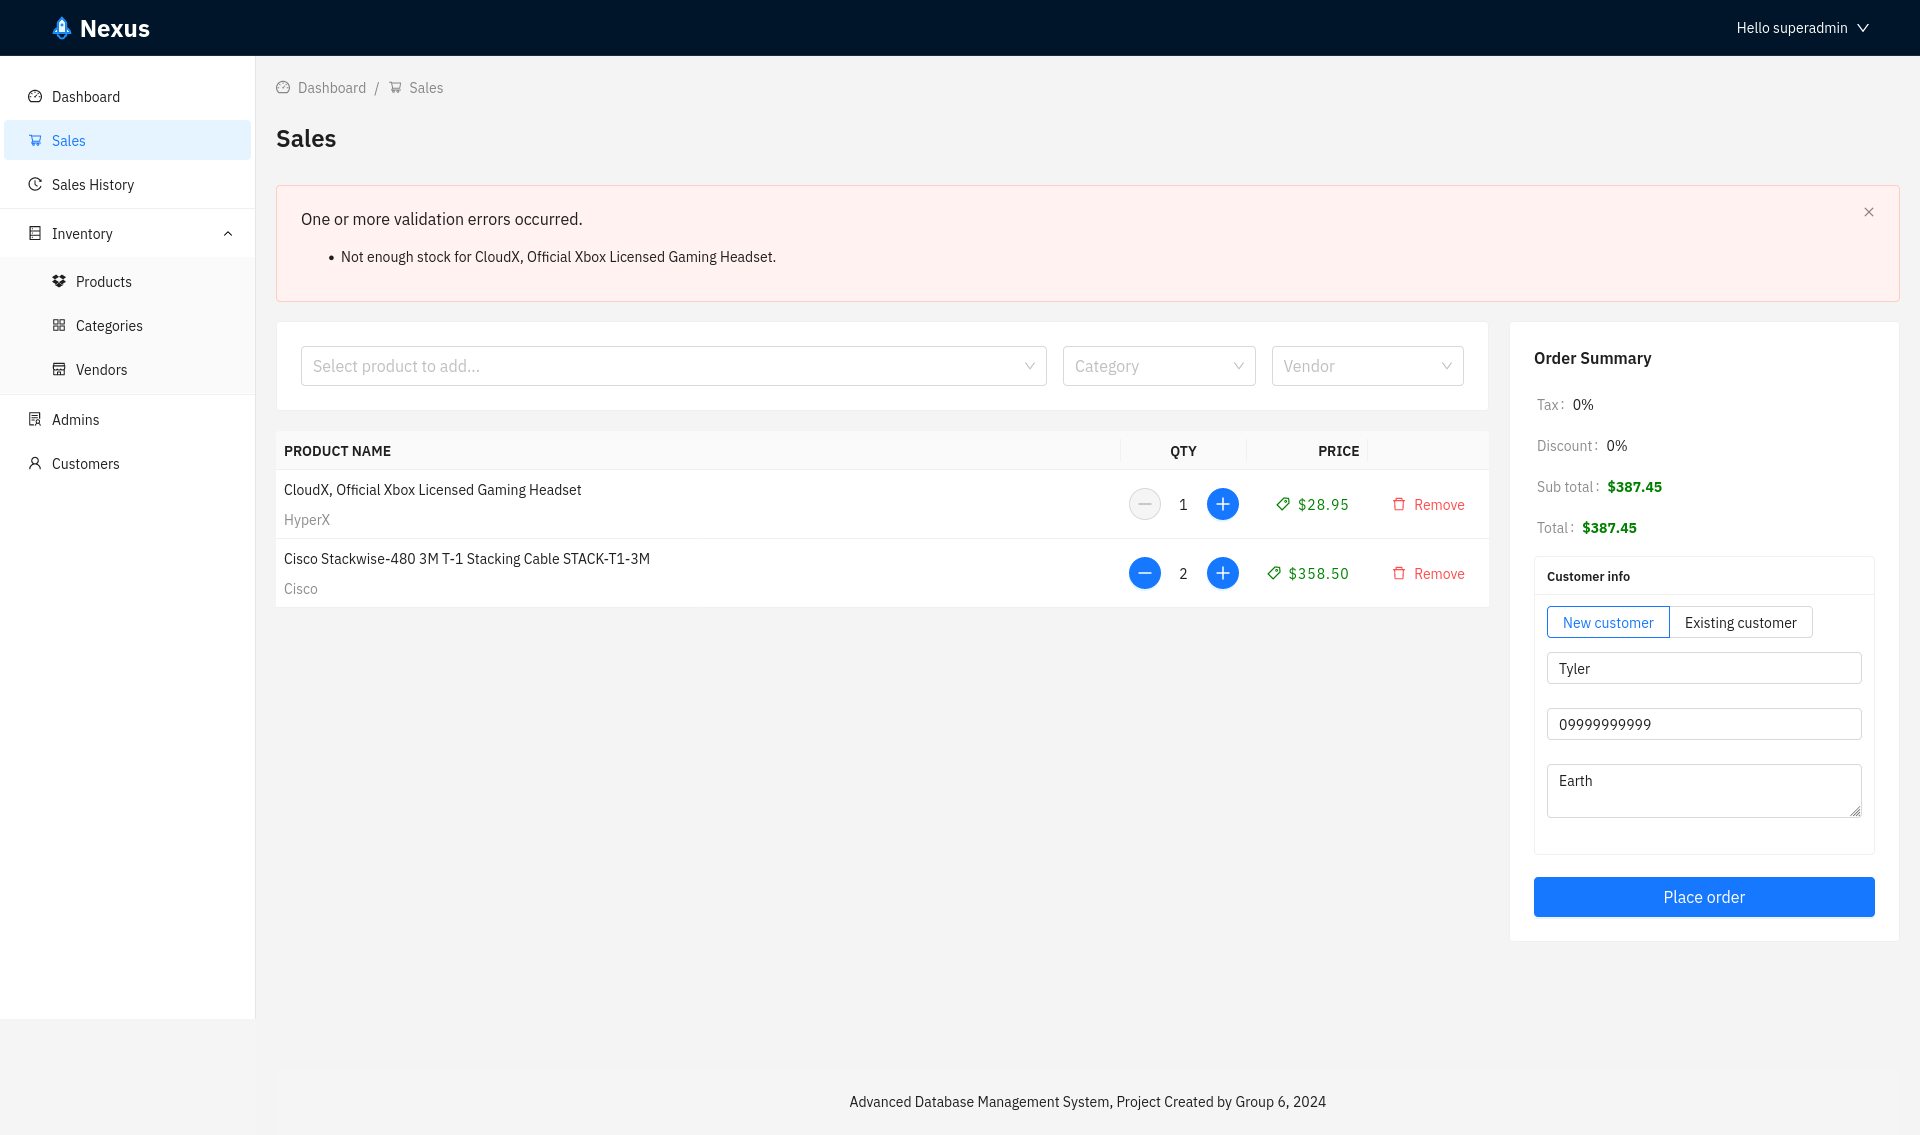 Nexus
Hello superadmin
Dashboard
Sales
Sales History
Inventory
Products
Categories
Vendors
Admins
Customers
Dashboard / Sales
Sales
One or more validation errors occurred.
• Not enough stock for CloudX, Official Xbox Licensed Gaming Headset.
Select product to add...
Category
Vendor
PRODUCT NAME QTY PRICE
CloudX, Official Xbox Licensed Gaming Headset
HyperX
1 $28.95 Remove
Cisco Stackwise-480 3M T-1 Stacking Cable STACK-T1-3M
Cisco
2 $358.50 Remove
Order Summary
Tax: 0%
Discount: 0%
Sub total: $387.45
Total: $387.45
Customer info
New customer Existing customer
Tyler
09999999999
Earth
Place order
Advanced Database Management System, Project Created by Group 6, 2024